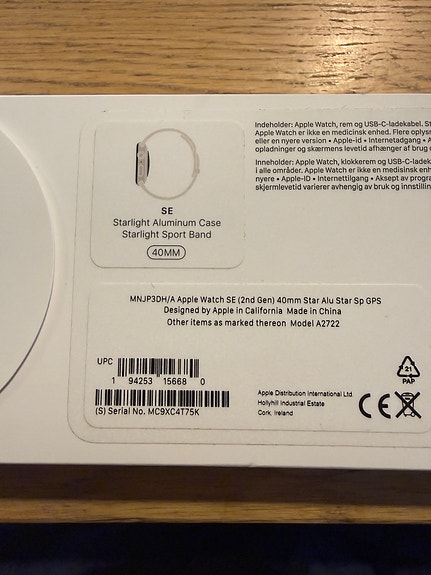 SE
Starlight Aluminum Case
Starlight Sport Band
40MM
Indeholder: Apple Watch, rem og USB-C-ladekabel. St
Apple Watch er ikke en medicinsk enhed. Flere oplysn
eller en nyere version • Apple-id • Internetadgang • A
opladninger og skærmens levetid afhænger af brug o
Inneholder: Apple Watch, klokkerem og USB-C-ladek
i alle områder. Apple Watch er ikke en medisinsk enh
nyere • Apple-ID • Internettilgang • Aksept av progra
skjermlevetid varierer avhengig av bruk og innstillin
MNJP3DH/A Apple Watch SE (2nd Gen) 40mm Star Alu Star Sp GPS
Designed by Apple in California Made in China
Other items as marked thereon Model A2722
UPC
1 94253 15668 0
(S) Serial No. MC9XC4T75K
Apple Distribution International Ltd
Hollyhill Industrial Estate
Cork, Ireland
21
PAP
CE